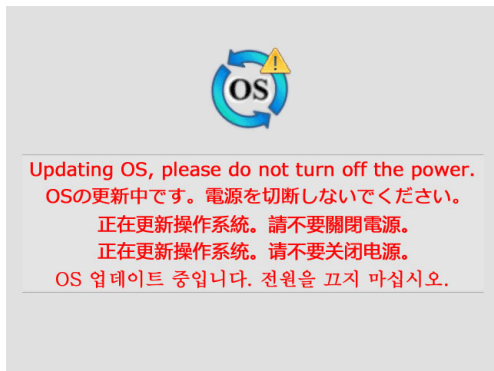 OS
Updating OS, please do not turn off the power.
OSの更新中です。電源を切断しないでください。
正在更新操作系統。請不要關閉電源。
正在更新操作系统。请不要关闭电源。
OS 업데이트 중입니다. 전원을 끄지 마십시오.